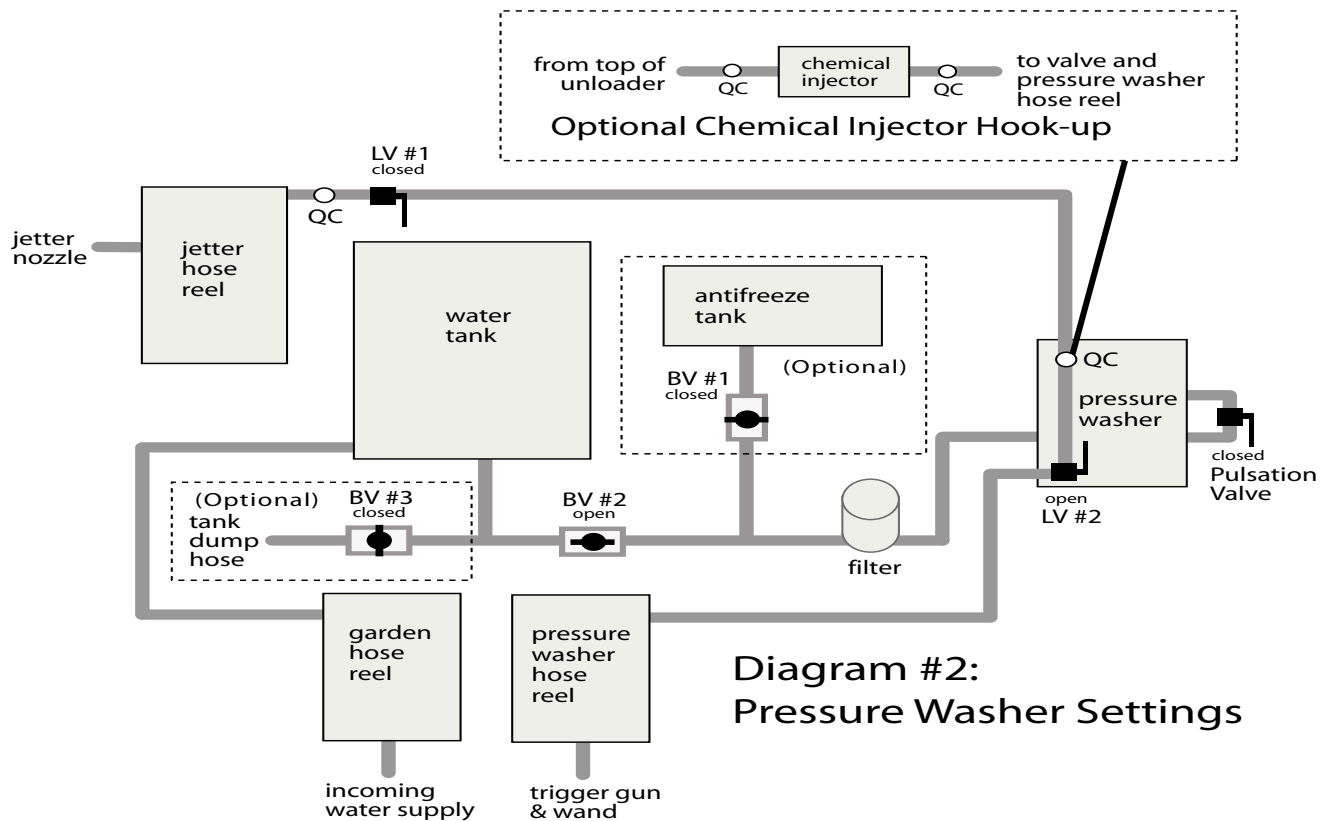 from top of
unloader
QC
chemical
injector
QC
to valve and
pressure washer
hose reel
Optional Chemical Injector Hook-up
LV #1
closed
QC
jetter
nozzle
jetter
hose
reel
water
tank
antifreeze
tank
(Optional)
BV #1
closed
QC
pressure
washer
closed
Pulsation
Valve
open
LV #2
(Optional)
tank
dump
hose
BV #3
closed
BV #2
open
filter
garden
hose
reel
pressure
washer
hose
reel
incoming
water supply
trigger gun
& wand
Diagram #2:
Pressure Washer Settings